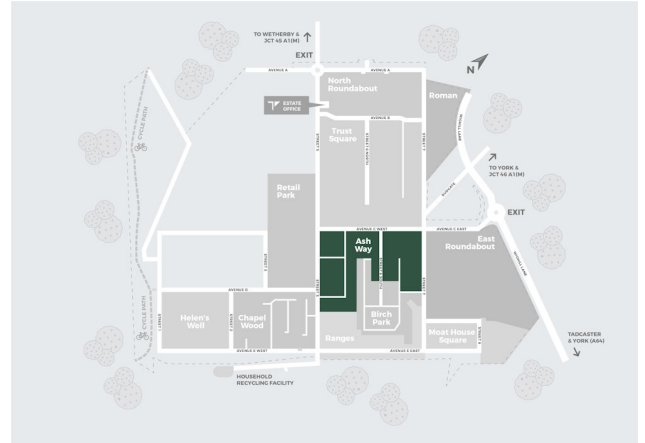 TO WETHERBY &
JCT 45 A1(M)
EXIT
N
AVENUE A
AVENUE A
North
Roundabout
Roman
ESTATE
OFFICE
AVENUE B
CYCLE PATH
Trust
Square
RUDGATE
TO YORK &
JCT 46 A1(M)
Retail
Park
EXIT
AVENUE C WEST
AVENUE C EAST
East
Roundabout
Ash
Way
AVENUE D
CYCLE PATH
Helen's
Well
Chapel
Wood
Birch
Park
Ranges
Moat House
Square
TADCASTER
& YORK (A64)
AVENUE E WEST
AVENUE E EAST
HOUSEHOLD
RECYCLING FACILITY